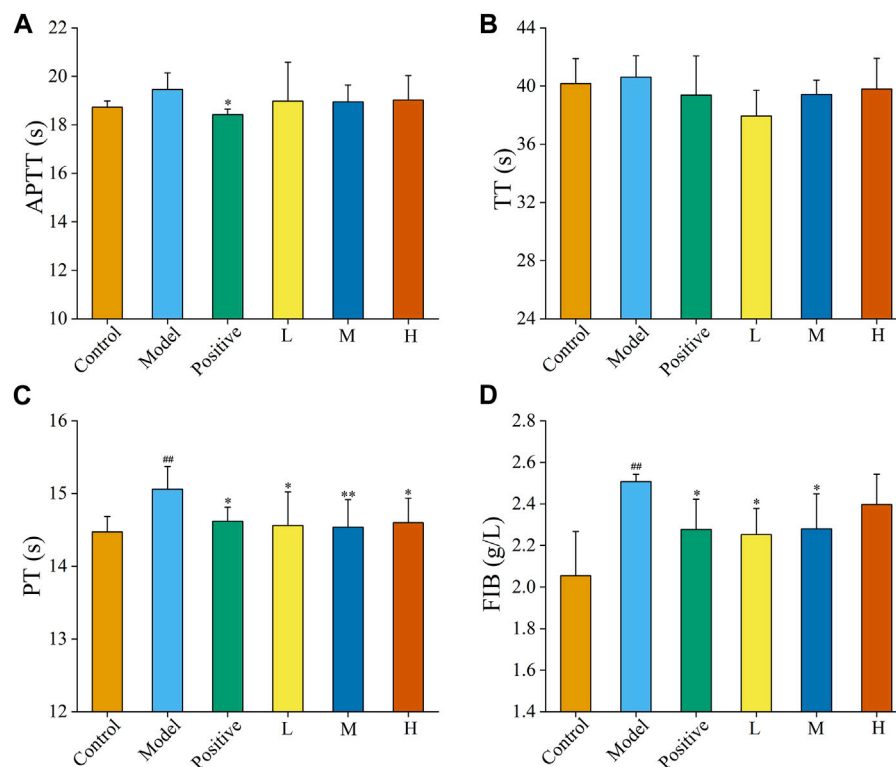 A
APTT (s)
22
20
18
16
14
12
10
*
Control
Model
Positive
L
M
H
B
TT (s)
44
40
36
32
28
24
Control
Model
Positive
L
M
H
C
PT (s)
16
15
14
13
12
##
*
*
**
*
Control
Model
Positive
L
M
H
D
FIB (g/L)
2.8
2.6
2.4
2.2
2.0
1.8
1.6
1.4
##
*
*
*
Control
Model
Positive
L
M
H